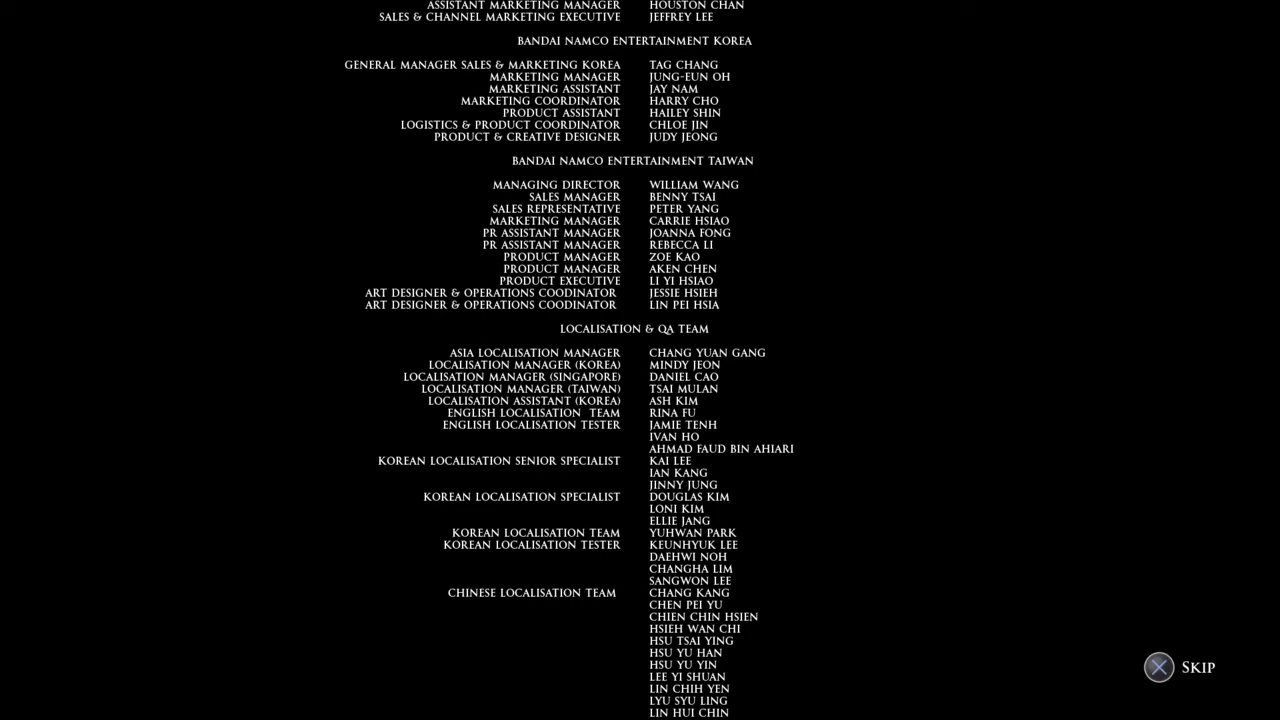 ASSISTANT MARKETING MANAGER HOUSTON CHAN
SALES & CHANNEL MARKETING EXECUTIVE JEFFREY LEE
BANDAI NAMCO ENTERTAINMENT KOREA
GENERAL MANAGER SALES & MARKETING KOREA TAG CHANG
MARKETING MANAGER JUNG-EUN OH
MARKETING ASSISTANT JAY NAM
MARKETING COORDINATOR HARRY CHO
PRODUCT ASSISTANT HAILEY SHIN
LOGISTICS & PRODUCT COORDINATOR CHLOE JIN
PRODUCT & CREATIVE DESIGNER JUDY JEONG
BANDAI NAMCO ENTERTAINMENT TAIWAN
MANAGING DIRECTOR WILLIAM WANG
SALES MANAGER BENNY TSAI
SALES REPRESENTATIVE PETER YANG
MARKETING MANAGER CARRIE HSIAO
PR ASSISTANT MANAGER JOANNA FONG
PR ASSISTANT MANAGER REBECCA LI
PRODUCT MANAGER ZOE KAO
PRODUCT MANAGER AKEN CHEN
PRODUCT EXECUTIVE LI YI HSIAO
ART DESIGNER & OPERATIONS COODINATOR JESSIE HSIEH
ART DESIGNER & OPERATIONS COODINATOR LIN PEI HSIA
LOCALISATION & QA TEAM
ASIA LOCALISATION MANAGER CHANG YUAN GANG
LOCALISATION MANAGER (KOREA) MINDY JEON
LOCALISATION MANAGER (SINGAPORE) DANIEL CAO
LOCALISATION MANAGER (TAIWAN) TSAI MULAN
LOCALISATION ASSISTANT (KOREA) ASH KIM
ENGLISH LOCALISATION TEAM RINA FU
ENGLISH LOCALISATION TESTER JAMIE TENH
IVAN HO
AHMAD FAUD BIN AHIARI
KOREAN LOCALISATION SENIOR SPECIALIST KAI LEE
IAN KANG
JINNY JUNG
KOREAN LOCALISATION SPECIALIST DOUGLAS KIM
LONI KIM
ELLIE JANG
KOREAN LOCALISATION TEAM YUHWAN PARK
KOREAN LOCALISATION TESTER KEUNHYUK LEE
DAEHWI NOH
CHANGHA LIM
SANGWON LEE
CHINESE LOCALISATION TEAM CHANG KANG
CHEN PEI YU
CHIEN CHIN HSIEN
HSIEH WAN CHI
HSU TSAI YING
HSU YU HAN
HSU YU YIN
LEE YI SHUAN
LIN CHIH YEN
LYU SYU LING
LIN HUI CHIN
SKIP